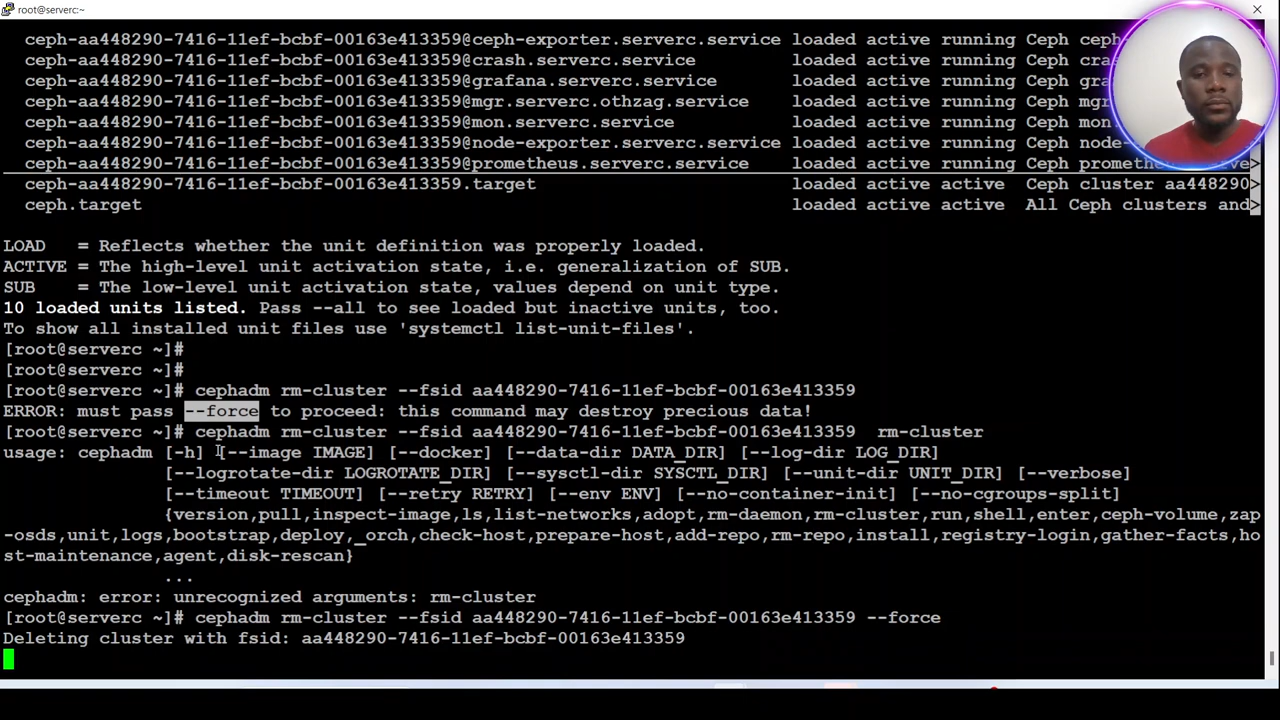 root@serverc:~
ceph-aa448290-7416-11ef-bcbf-00163e413359@ceph-exporter.serverc.service loaded active running Ceph cep
ceph-aa448290-7416-11ef-bcbf-00163e413359@crash.serverc.service loaded active running Ceph cra
ceph-aa448290-7416-11ef-bcbf-00163e413359@grafana.serverc.service loaded active running Ceph gra
ceph-aa448290-7416-11ef-bcbf-00163e413359@mgr.serverc.othzag.service loaded active running Ceph mgr
ceph-aa448290-7416-11ef-bcbf-00163e413359@mon.serverc.service loaded active running Ceph mon.
ceph-aa448290-7416-11ef-bcbf-00163e413359@node-exporter.serverc.service loaded active running Ceph node-
ceph-aa448290-7416-11ef-bcbf-00163e413359@prometheus.serverc.service loaded active running Ceph prometh rve>
ceph-aa448290-7416-11ef-bcbf-00163e413359.target loaded active Ceph cluster aa448290>
ceph.target loaded active All Ceph clusters and>
LOAD = Reflects whether the unit definition was properly loaded.
ACTIVE = The high-level unit activation state, i.e. generalization of SUB.
SUB = The low-level unit activation state, values depend on unit type.
10 loaded units listed. Pass --all to see loaded but inactive units, too.
To show all installed unit files use 'systemctl list-unit-files'.
[root@serverc ~]#
[root@serverc ~]#
[root@serverc ~]# cephadm rm-cluster --fsid aa448290-7416-11ef-bcbf-00163e413359
ERROR: must pass --force to proceed: this command may destroy precious data!
[root@serverc ~]# cephadm rm-cluster --fsid aa448290-7416-11ef-bcbf-00163e413359 rm-cluster
usage: cephadm [-h] [--image IMAGE] [--docker] [--data-dir DATA_DIR] [--log-dir LOG_DIR]
[--logrotate-dir LOGROTATE_DIR] [--sysctl-dir SYSCTL_DIR] [--unit-dir UNIT_DIR] [--verbose]
[--timeout TIMEOUT] [--retry RETRY] [--env ENV] [--no-container-init] [--no-cgroups-split]
{version,pull,inspect-image,ls,list-networks,adopt,rm-daemon,rm-cluster,run,shell,enter,ceph-volume,zap
-osds,unit,logs,bootstrap,deploy,_orch,check-host,prepare-host,add-repo,rm-repo,install,registry-login,gather-facts,ho
st-maintenance,agent,disk-rescan}
...
cephadm: error: unrecognized arguments: rm-cluster
[root@serverc ~]# cephadm rm-cluster --fsid aa448290-7416-11ef-bcbf-00163e413359 --force
Deleting cluster with fsid: aa448290-7416-11ef-bcbf-00163e413359